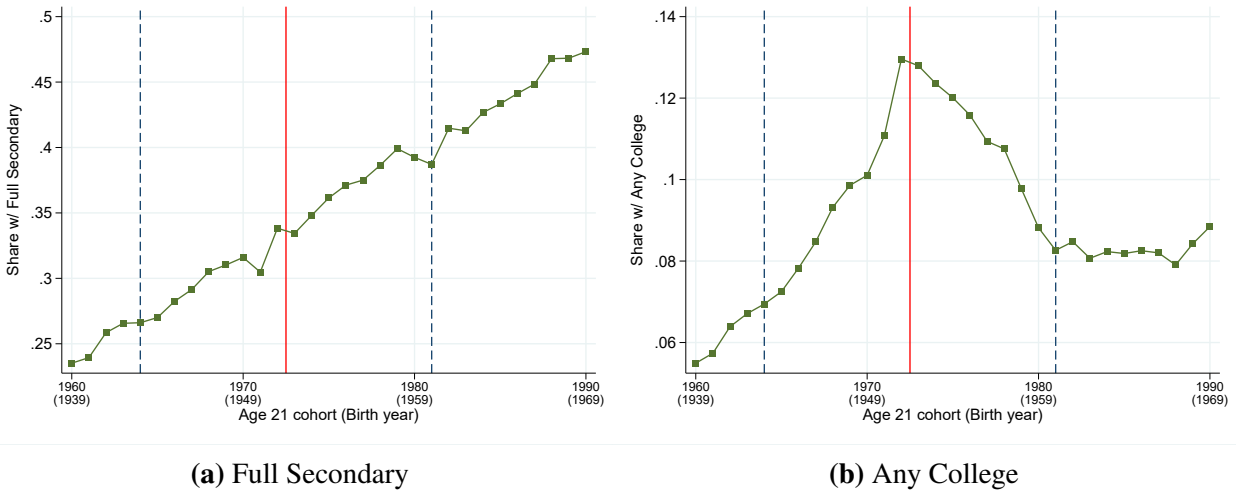 .5
.45
.4
.35
.3
.25
Share w/ Full Secondary
1960 1970 1980 1990
(1939) (1949) (1959) (1969)
Age 21 cohort (Birth year)
(a) Full Secondary
.14
.12
.1
.08
.06
Share w/ Any College
1960 1970 1980 1990
(1939) (1949) (1959) (1969)
Age 21 cohort (Birth year)
(b) Any College